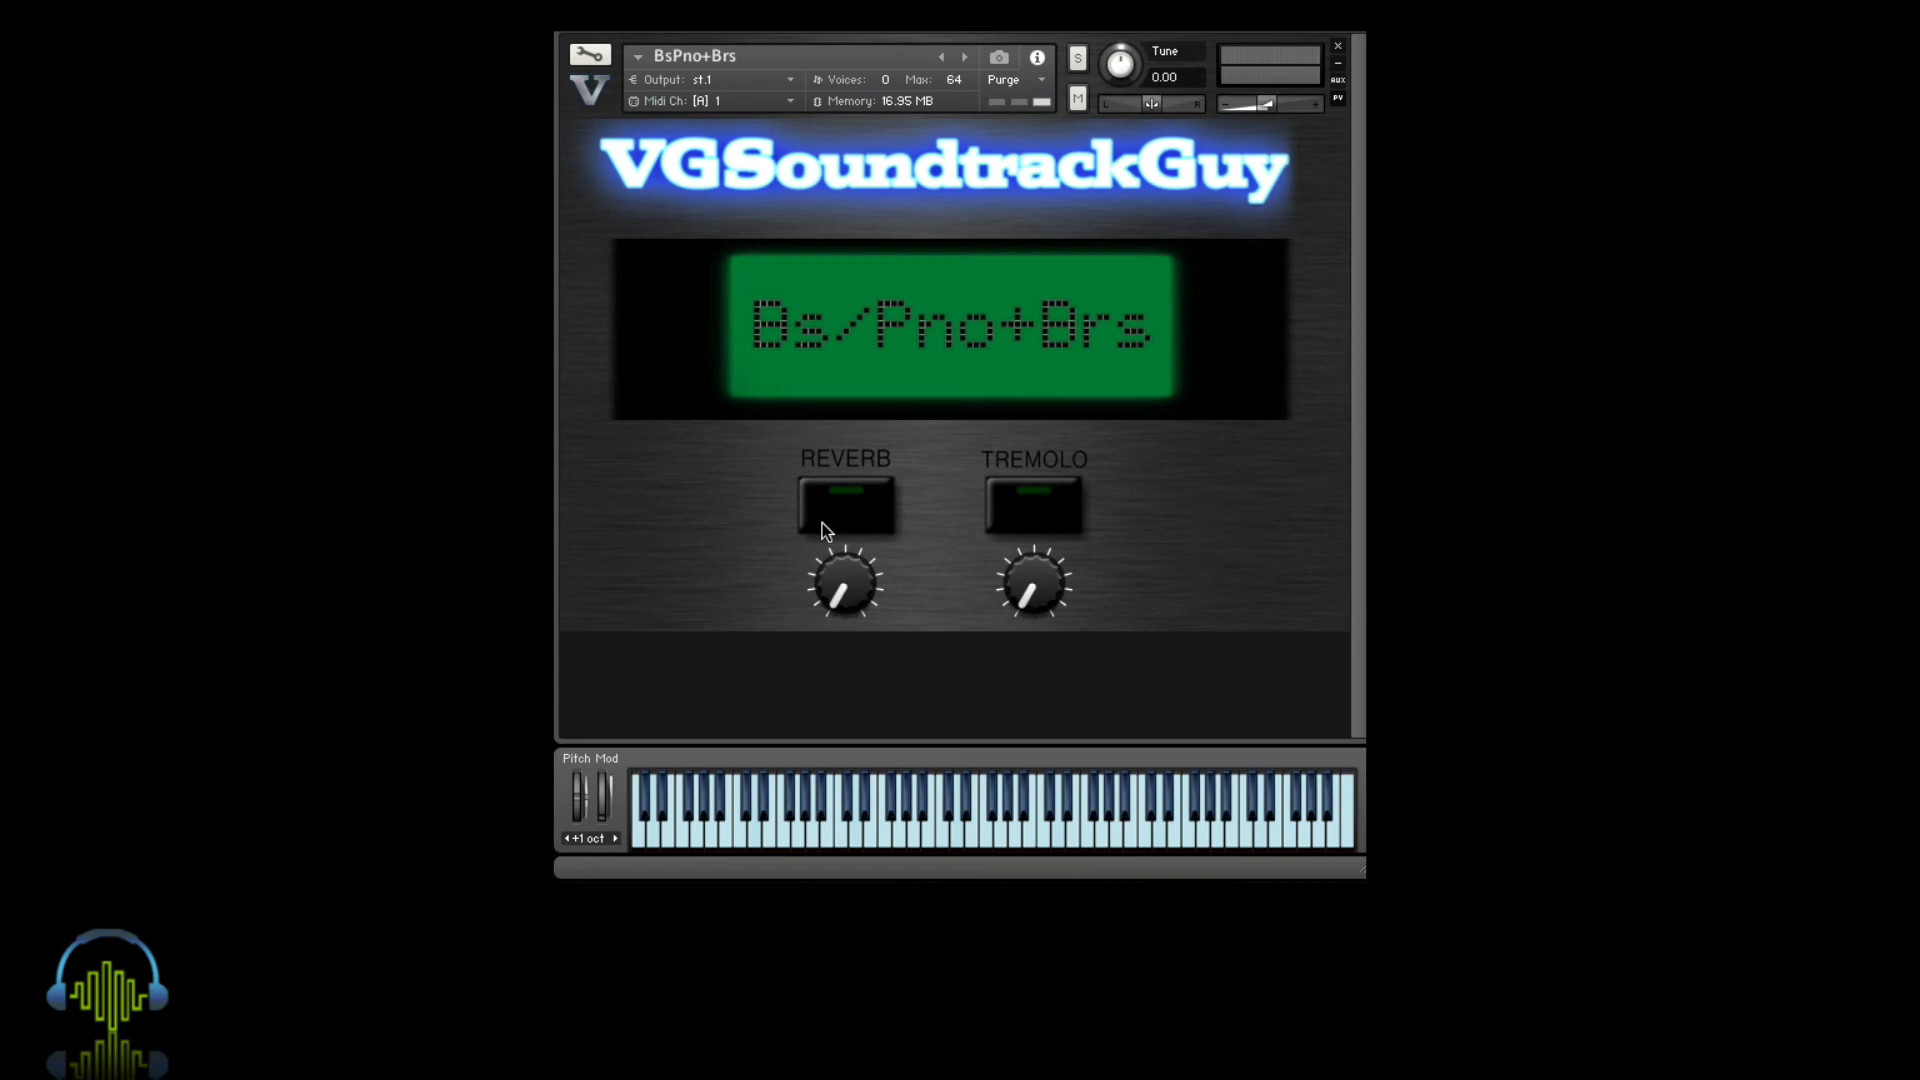 BsPno+Brs
Output: st.1
Voices: 0 Max: 64 Purge
Midi Ch: [A] 1
Memory: 16.95 MB
S
M
Tune
0.00
L R
- +
×
-
AUX
PV
VGSoundtrackGuy
Bs/Pno+Brs
REVERB TREMOLO
Pitch Mod
+1 oct